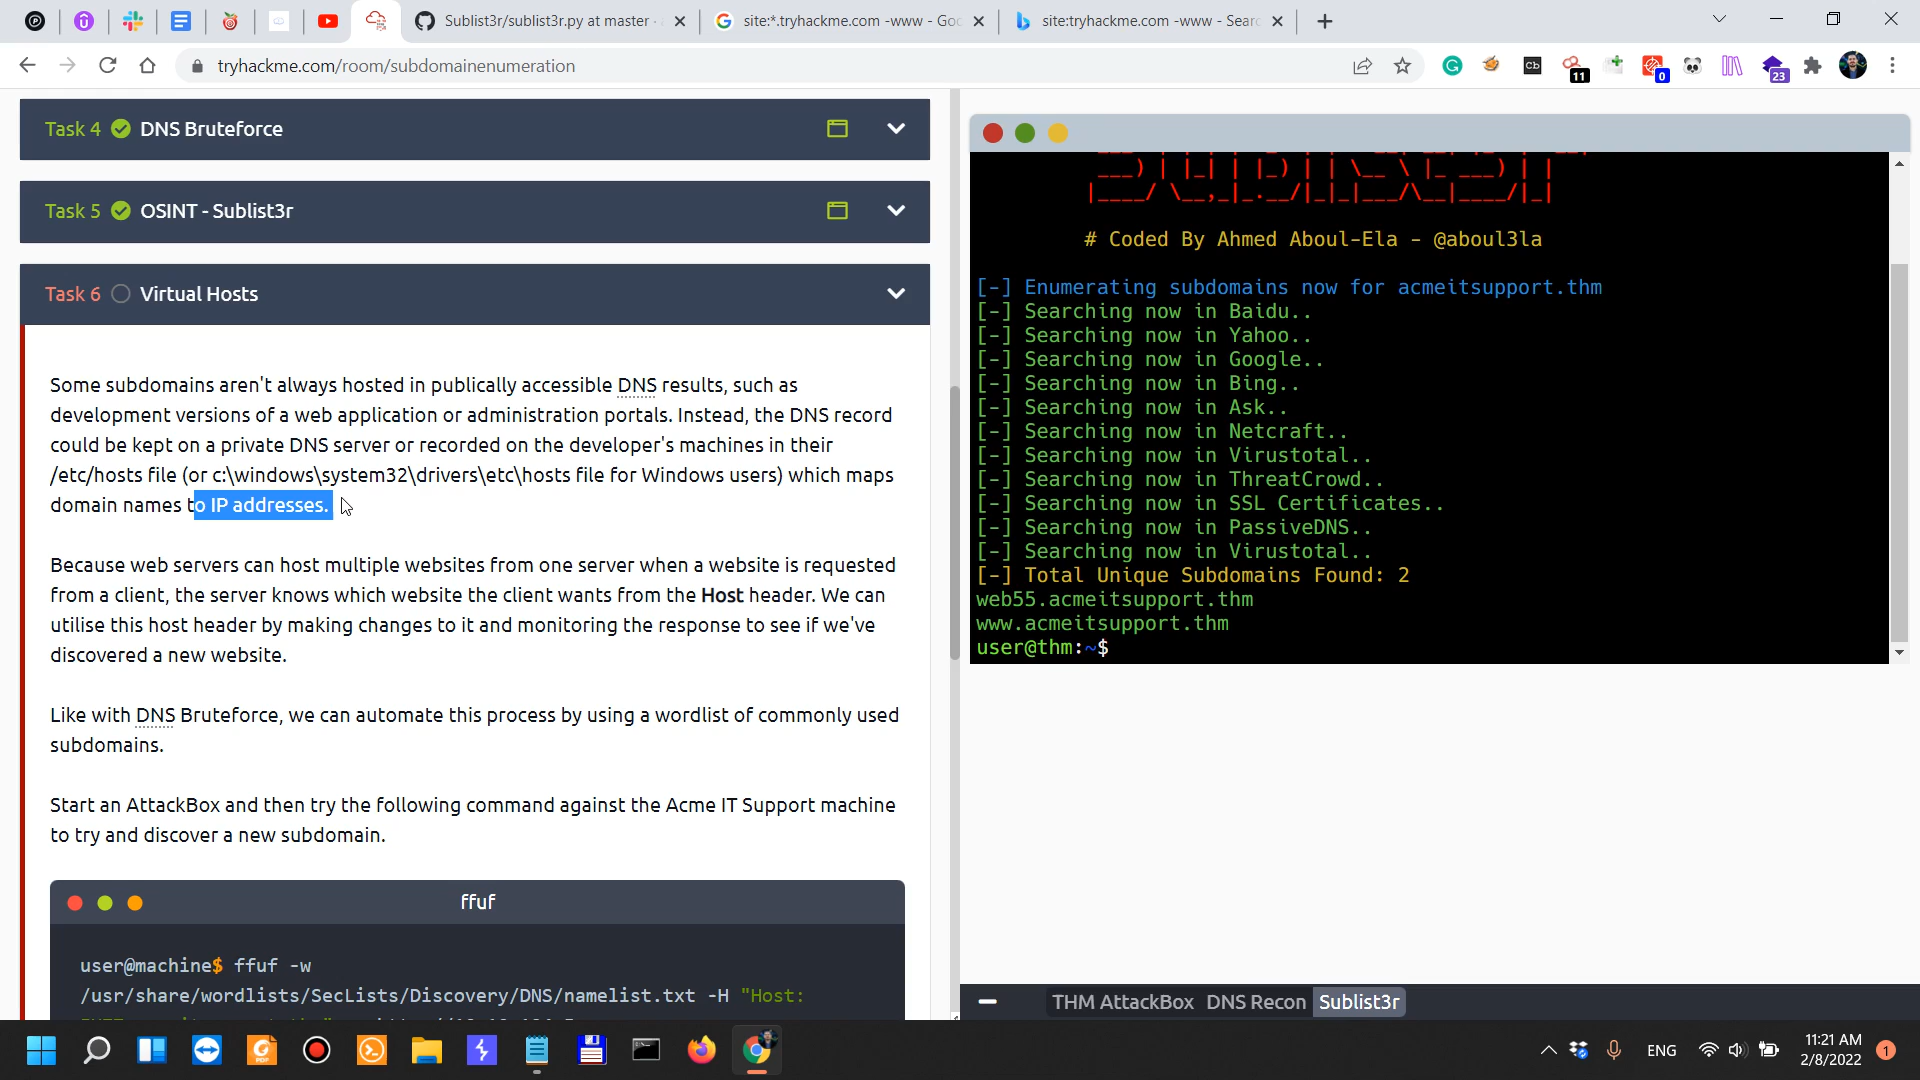 Sublist3r/sublist3r.py at master ·
site:*.tryhackme.com -www - Goo
site:tryhackme.com -www - Searc
tryhackme.com/room/subdomainenumeration
Cb
11
0
23
Task 4 DNS Bruteforce
Task 5 OSINT - Sublist3r
Task 6 Virtual Hosts
Some subdomains aren't always hosted in publically accessible DNS results, such as
development versions of a web application or administration portals. Instead, the DNS record
could be kept on a private DNS server or recorded on the developer's machines in their
/etc/hosts file (or c:\windows\system32\drivers\etc\hosts file for Windows users) which maps
domain names to IP addresses.
Because web servers can host multiple websites from one server when a website is requested
from a client, the server knows which website the client wants from the Host header. We can
utilise this host header by making changes to it and monitoring the response to see if we've
discovered a new website.
Like with DNS Bruteforce, we can automate this process by using a wordlist of commonly used
subdomains.
Start an AttackBox and then try the following command against the Acme IT Support machine
to try and discover a new subdomain.
ffuf
user@machine$ ffuf -w
/usr/share/wordlists/SecLists/Discovery/DNS/namelist.txt -H "Host:
# Coded By Ahmed Aboul-Ela - @aboul3la
[-] Enumerating subdomains now for acmeitsupport.thm
[-] Searching now in Baidu..
[-] Searching now in Yahoo..
[-] Searching now in Google..
[-] Searching now in Bing..
[-] Searching now in Ask..
[-] Searching now in Netcraft..
[-] Searching now in Virustotal..
[-] Searching now in ThreatCrowd..
[-] Searching now in SSL Certificates..
[-] Searching now in PassiveDNS..
[-] Searching now in Virustotal..
[-] Total Unique Subdomains Found: 2
web55.acmeitsupport.thm
www.acmeitsupport.thm
user@thm:~$
THM AttackBox DNS Recon Sublist3r
ENG
11:21 AM
2/8/2022
1